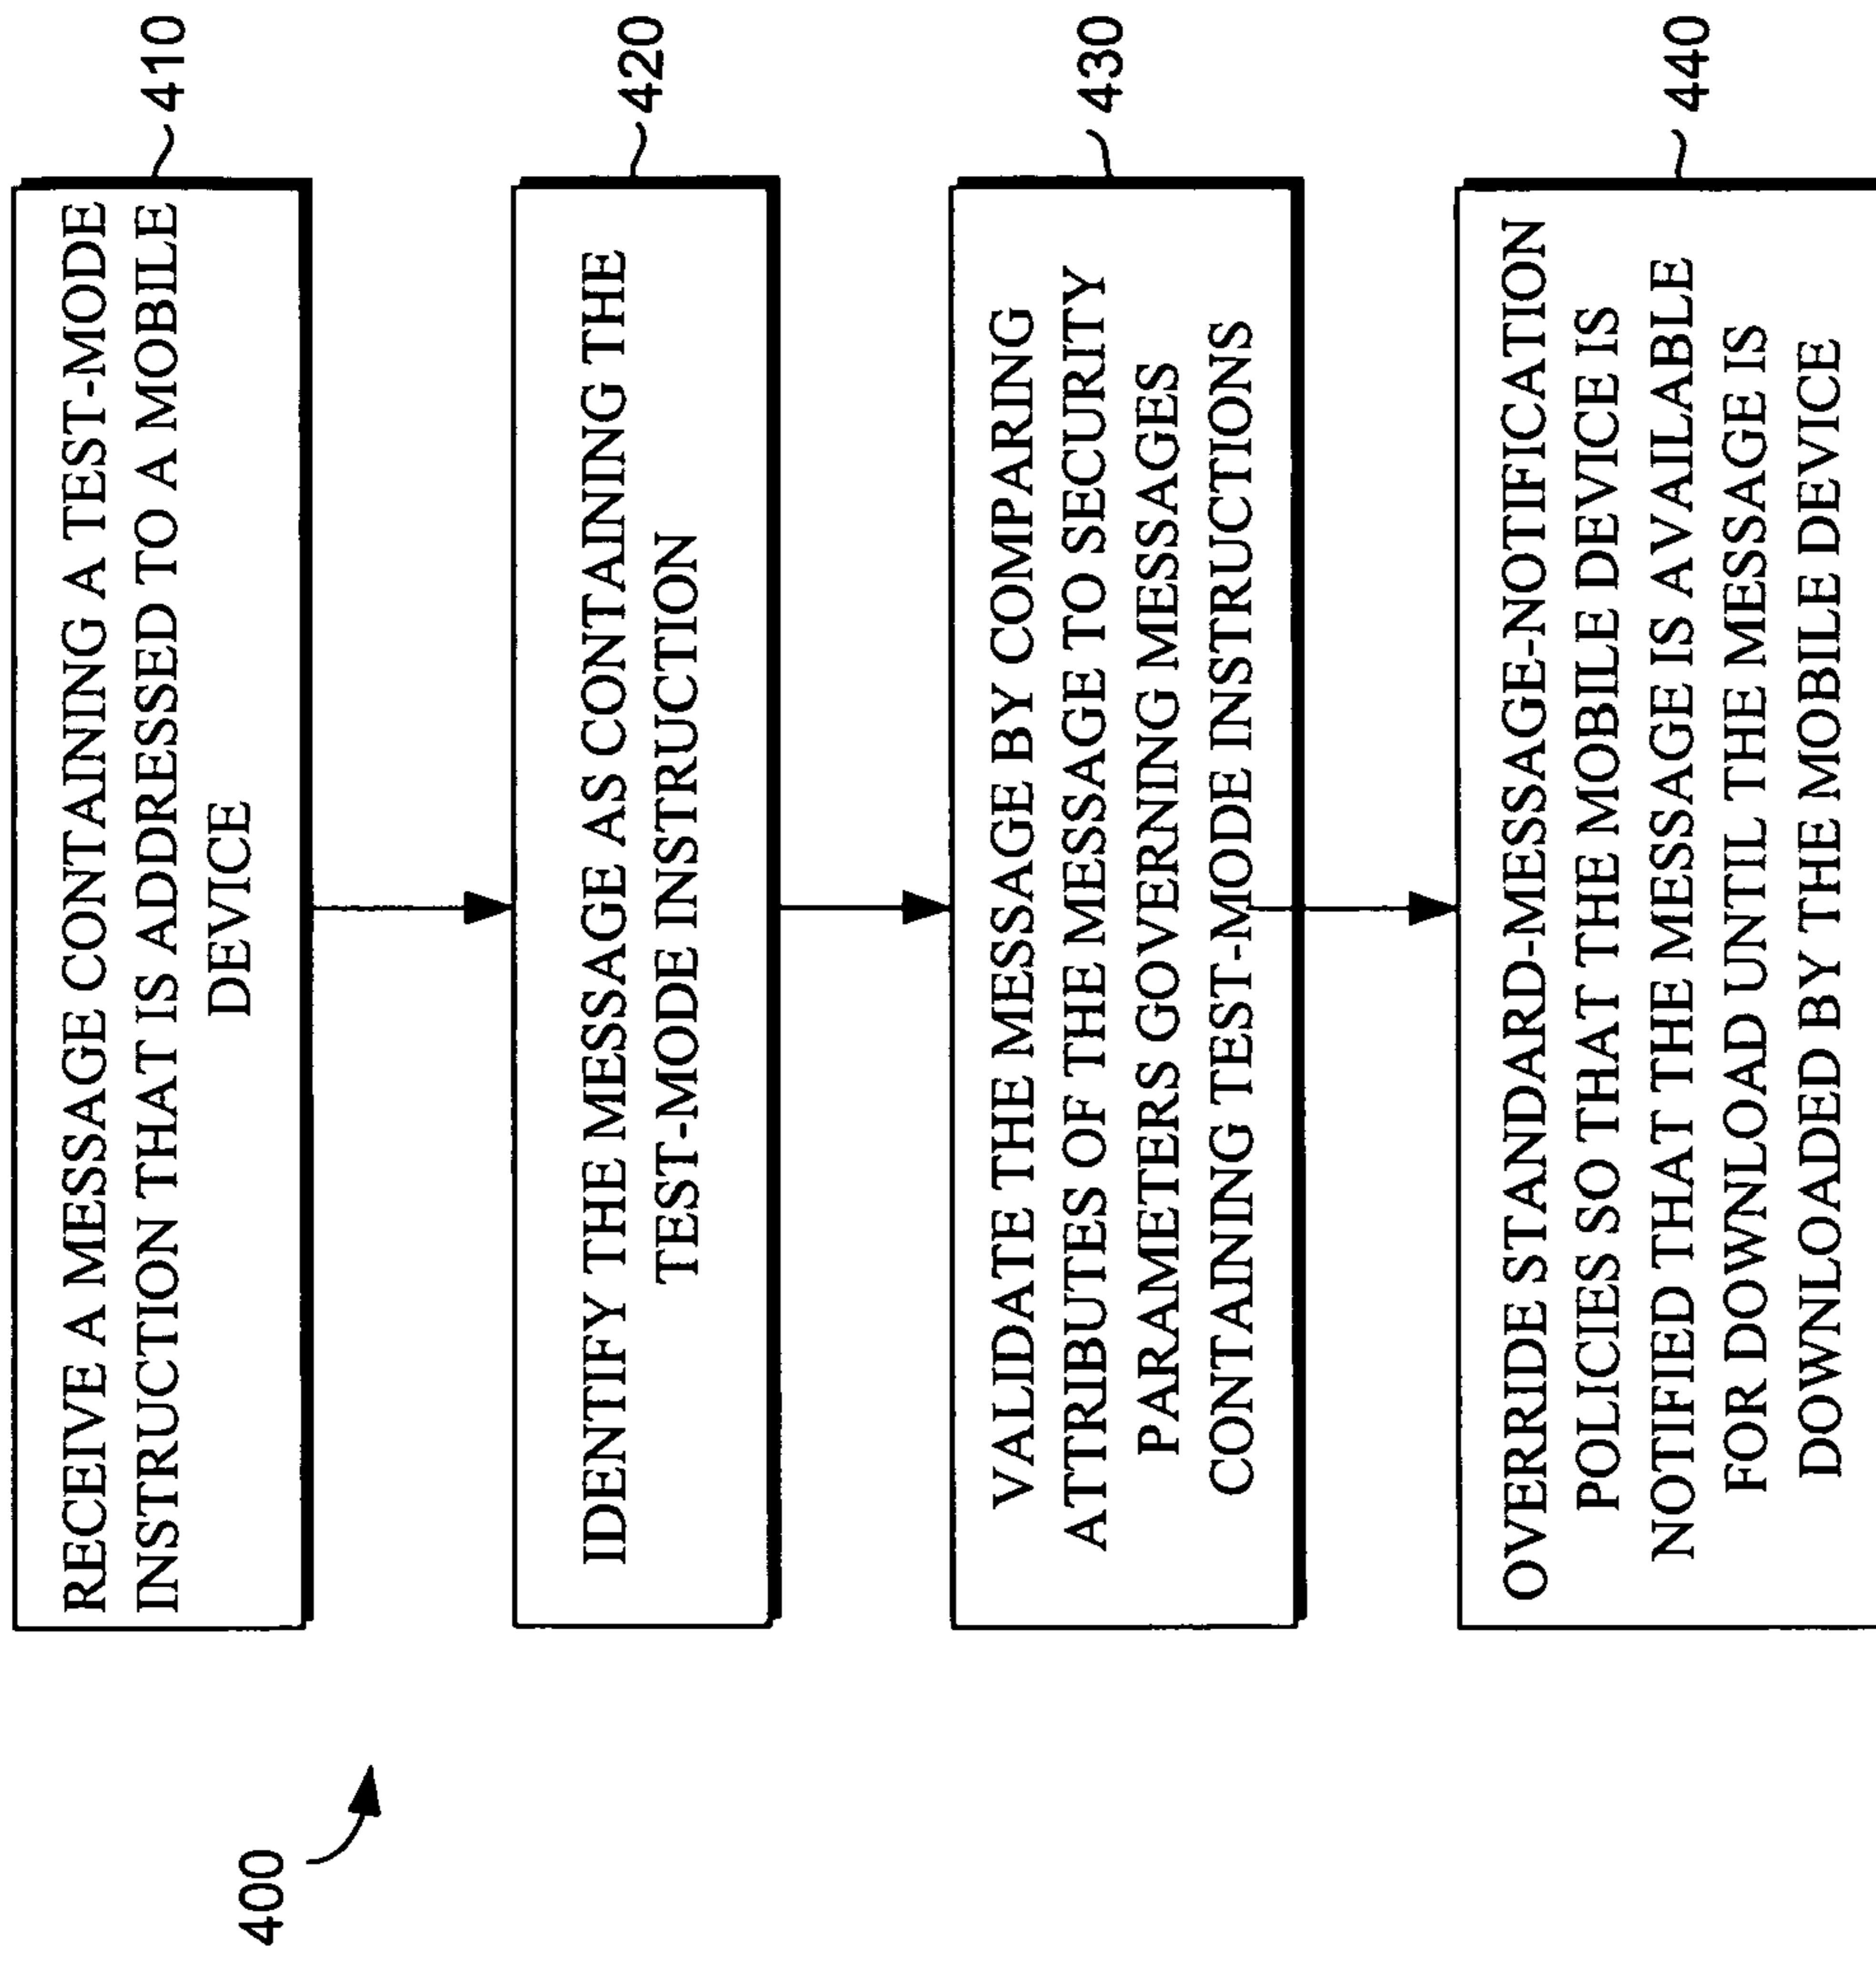 RECEIVE A MESSAGE CONTAINING A TEST-MODE
INSTRUCTION THAT IS ADDRESSED TO A MOBILE
DEVICE
410
IDENTIFY THE MESSAGE AS CONTAINING THE
TEST-MODE INSTRUCTION
420
VALIDATE THE MESSAGE BY COMPARING
ATTRIBUTES OF THE MESSAGE TO SECURITY
PARAMETERS GOVERNING MESSAGES
CONTAINING TEST-MODE INSTRUCTIONS
430
OVERRIDE STANDARD-MESSAGE-NOTIFICATION
POLICIES SO THAT THE MOBILE DEVICE IS
NOTIFIED THAT THE MESSAGE IS AVAILABLE
FOR DOWNLOAD UNTIL THE MESSAGE IS
DOWNLOADED BY THE MOBILE DEVICE
440
400